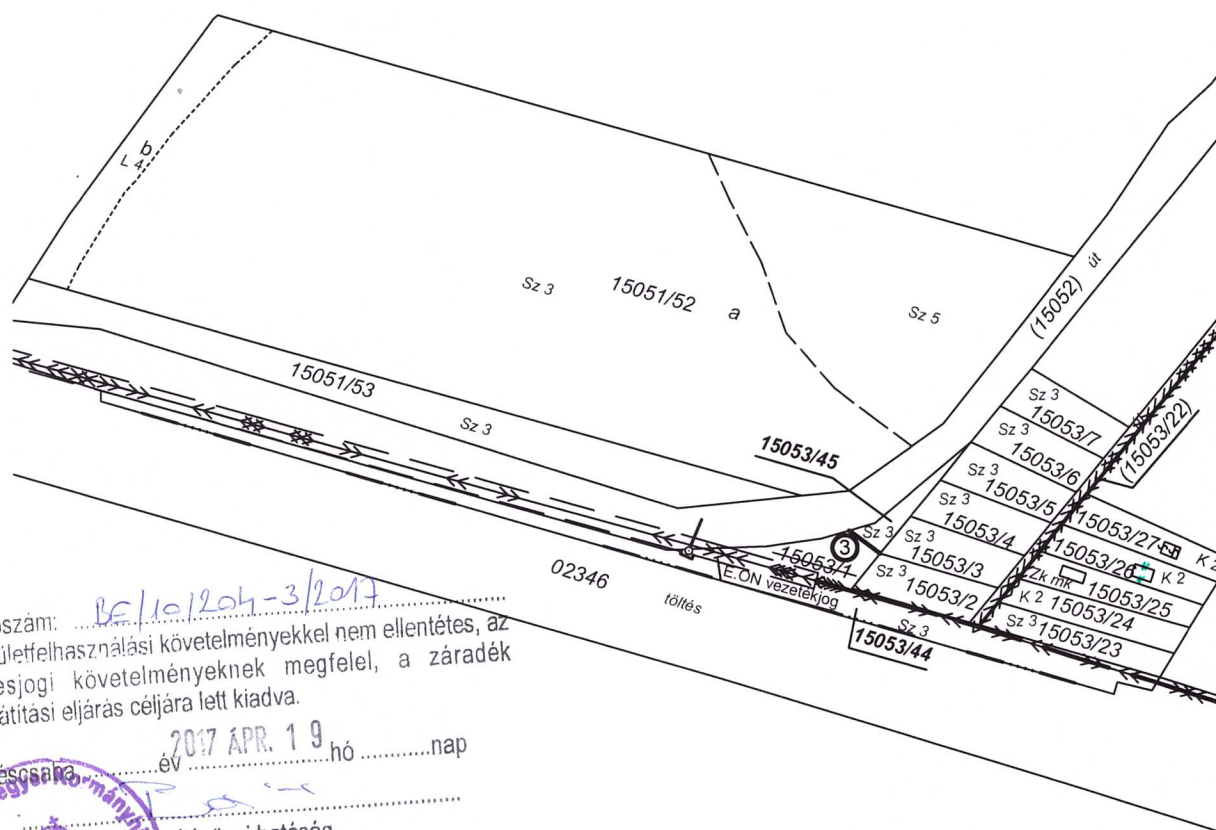 b
L 4
Sz 3
15051/52
a
Sz 5
(15052) út
15051/53
Sz 3
15053/45
Sz 3
15053/7
Sz 3
15053/6
(15053/22)
Sz 3
15053/5
Sz 3
15053/4
Sz 3
3
Sz 3
15053/3
15053/1
Sz 3
15053/2
E.ON vezetékjog
02346
töltés
Sz 3
15053/44
15053/27
K 2
15053/26
K 2
Zk mk
15053/25
K 2
15053/24
Sz 3
15053/23
szám: BE/10/204-3/2017
ületfelhasználási követelményekkel nem ellentétes, az
esjogi követelményeknek megfelel, a záradék
átítási eljárás céljára lett kiadva.
éscsaba, év 2017 ÁPR. 19 hó nap
hatóság